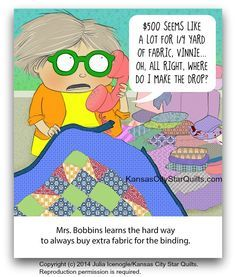 $500 SEEMS LIKE
A LOT FOR 1/4 YARD
OF FABRIC, VINNIE...
OH, ALL RIGHT, WHERE
DO I MAKE THE DROP?
KansasCityStarQuilts.com
Mrs. Bobbins learns the hard way
to always buy extra fabric for the binding.
Copyright (c) 2014 Julia Icenogle/Kansas City Star Quilts.
Reproduction permission is required.